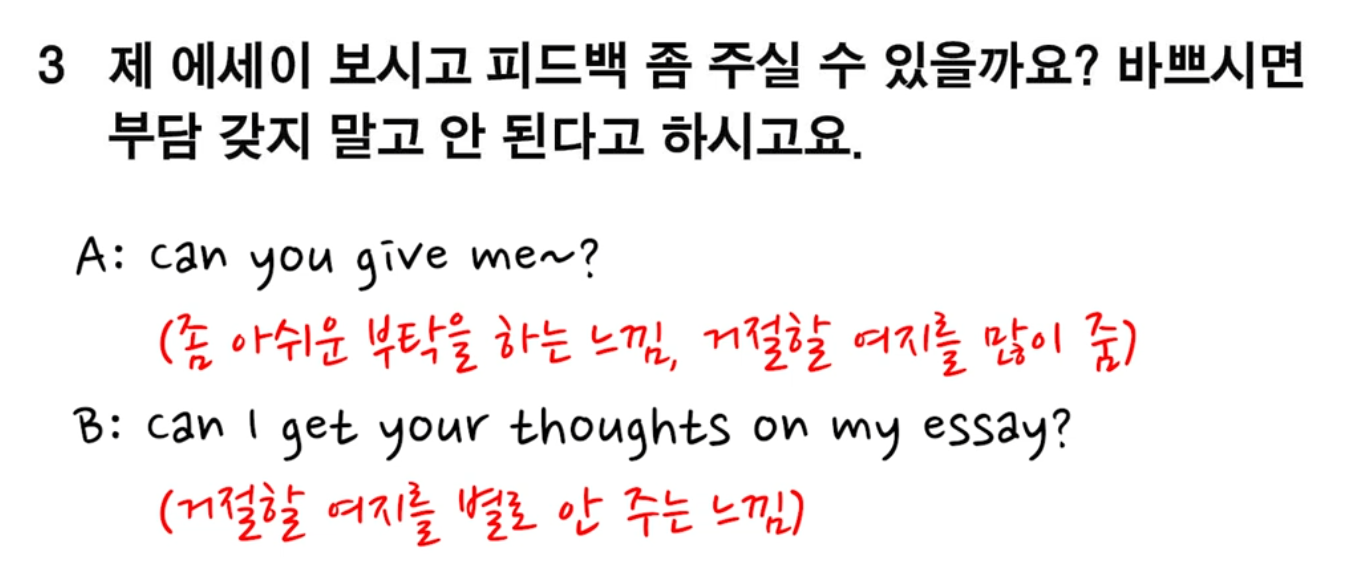 3 제 에세이 보시고 피드백 좀 주실 수 있을까요? 바쁘시면
부담 갖지 말고 안 된다고 하시고요.
A: can you give me~?
(좀 아쉬운 부탁을 하는 느낌, 거절할 여지를 많이 줌)
B: can I get your thoughts on my essay?
(거절할 여지를 별로 안 주는 느낌)